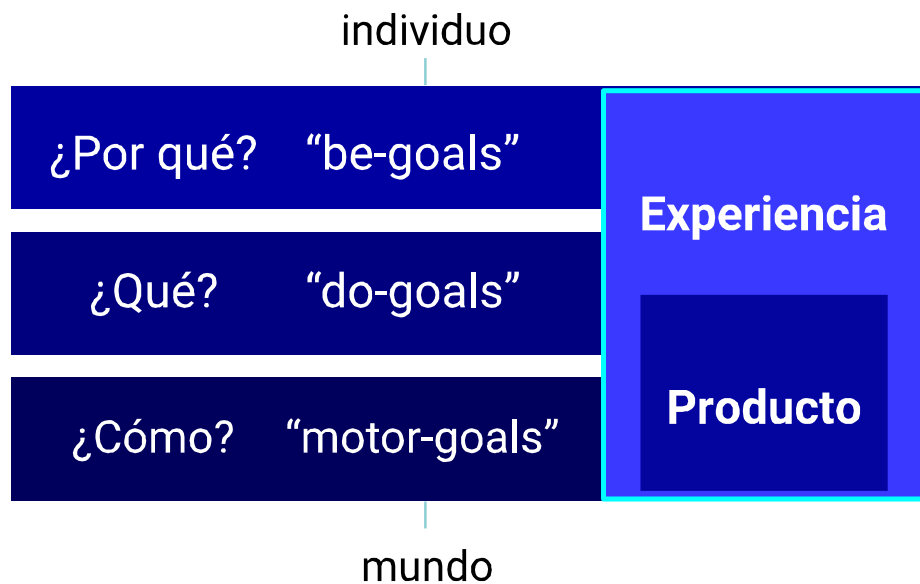 individuo
¿Por qué? “be-goals”
Experiencia
¿Qué? “do-goals”
Producto
¿Cómo? “motor-goals”
mundo